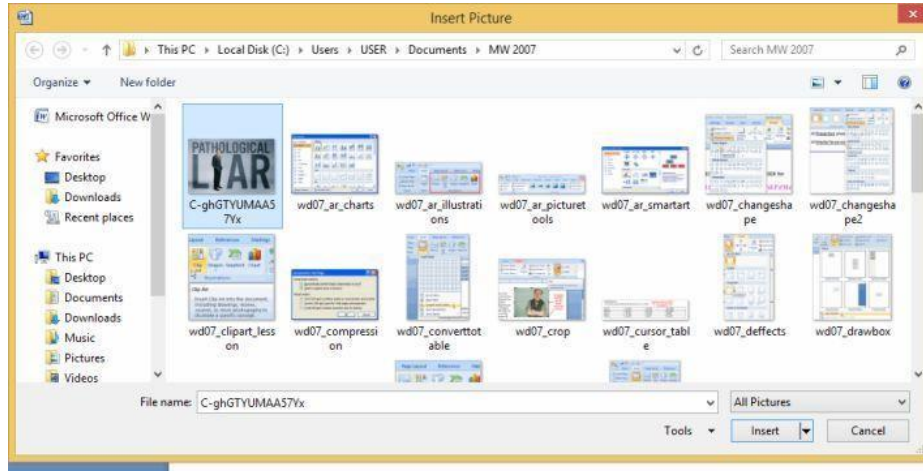 Insert Picture
This PC ▸ Local Disk (C:) ▸ Users ▸ USER ▸ Documents ▸ MW 2007
Search MW 2007
Organize
New folder
Microsoft Office W
Favorites
Desktop
Downloads
Recent places
This PC
Desktop
Documents
Downloads
Music
Pictures
Videos
PATHOLOGICAL
LIAR
C-ghGTYUMAA5
7Yx
wd07_ar_charts
wd07_ar_illustrati
ons
wd07_ar_picturet
ools
wd07_ar_smartart
wd07_changesha
pe
wd07_changesha
pe2
Clip Art
wd07_clipart_less
on
wd07_compressi
on
wd07_converttot
able
wd07_crop
wd07_cursor_tabl
e
wd07_deffects
wd07_drawbox
File name:
C-ghGTYUMAA57Yx
All Pictures
Tools
Insert
Cancel